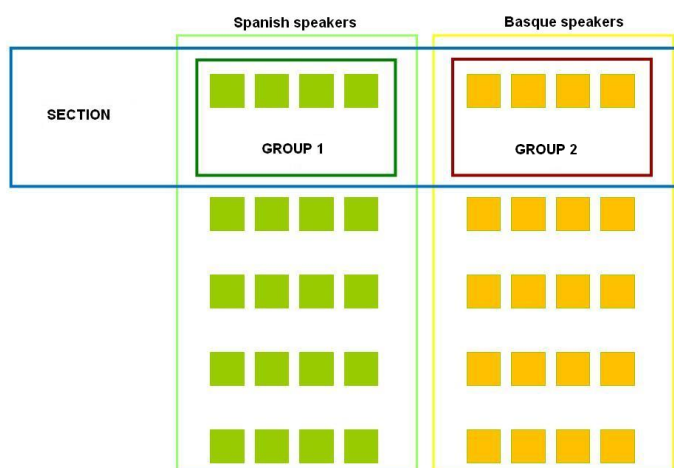 Spanish speakers
Basque speakers
SECTION
GROUP 1
GROUP 2